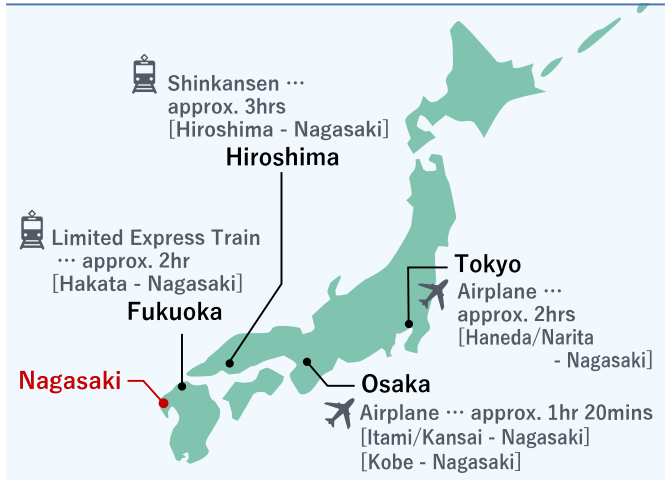 Shinkansen …
approx. 3hrs
[Hiroshima - Nagasaki]
Hiroshima
Limited Express Train
… approx. 2hr
[Hakata - Nagasaki]
Fukuoka
Tokyo
Airplane …
approx. 2hrs
[Haneda/Narita
- Nagasaki]
Nagasaki
Osaka
Airplane … approx. 1hr 20mins
[Itami/Kansai - Nagasaki]
[Kobe - Nagasaki]